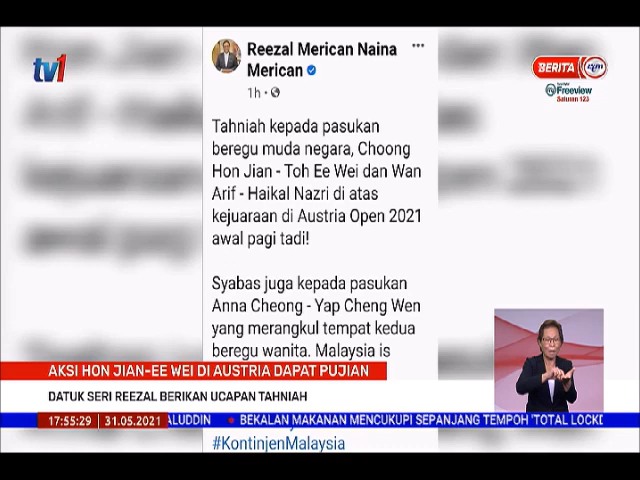 tv1
Reezal Merican Naina
Merican
1h
BERITA
Freeview
Saluran 123
Tahniah kepada pasukan
beregu muda negara, Choong
Hon Jian - Toh Ee Wei dan Wan
Arif - Haikal Nazri di atas
kejuaraan di Austria Open 2021
awal pagi tadi!
Syabas juga kepada pasukan
Anna Cheong - Yap Cheng Wen
yang merangkul tempat kedua
beregu wanita. Malaysia is
AKSI HON JIAN-EE WEI DI AUSTRIA DAPAT PUJIAN
DATUK SERI REEZAL BERIKAN UCAPAN TAHNIAH
17:55:29 31.05.2021 ALUDDIN BEKALAN MAKANAN MENCUKUPI SEPANJANG TEMPOH 'TOTAL LOCKD
#KontinjenMalaysia